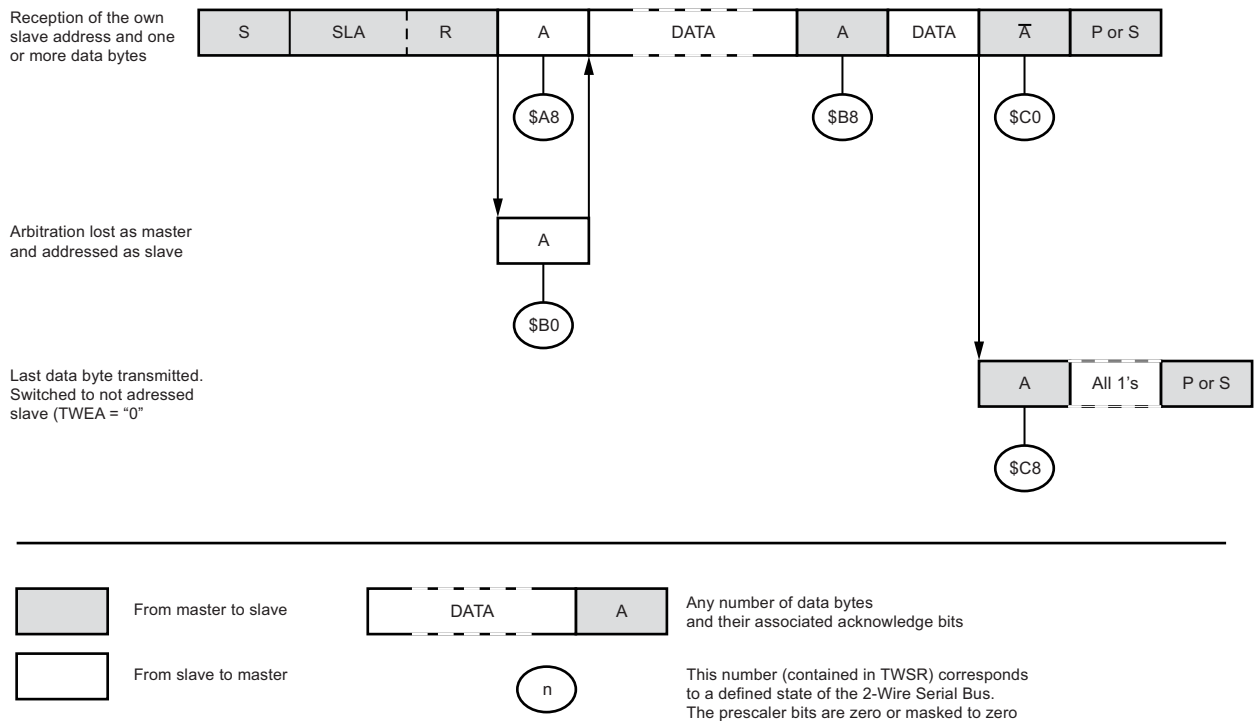 Reception of the own
slave address and one
or more data bytes
S SLA R A DATA A DATA A̅ P or S
$A8 $B8 $C0
Arbitration lost as master
and addressed as slave
A
$B0
Last data byte transmitted.
Switched to not adressed
slave (TWEA = “0”
A All 1's P or S
$C8
From master to slave
DATA A
Any number of data bytes
and their associated acknowledge bits
From slave to master
n
This number (contained in TWSR) corresponds
to a defined state of the 2-Wire Serial Bus.
The prescaler bits are zero or masked to zero